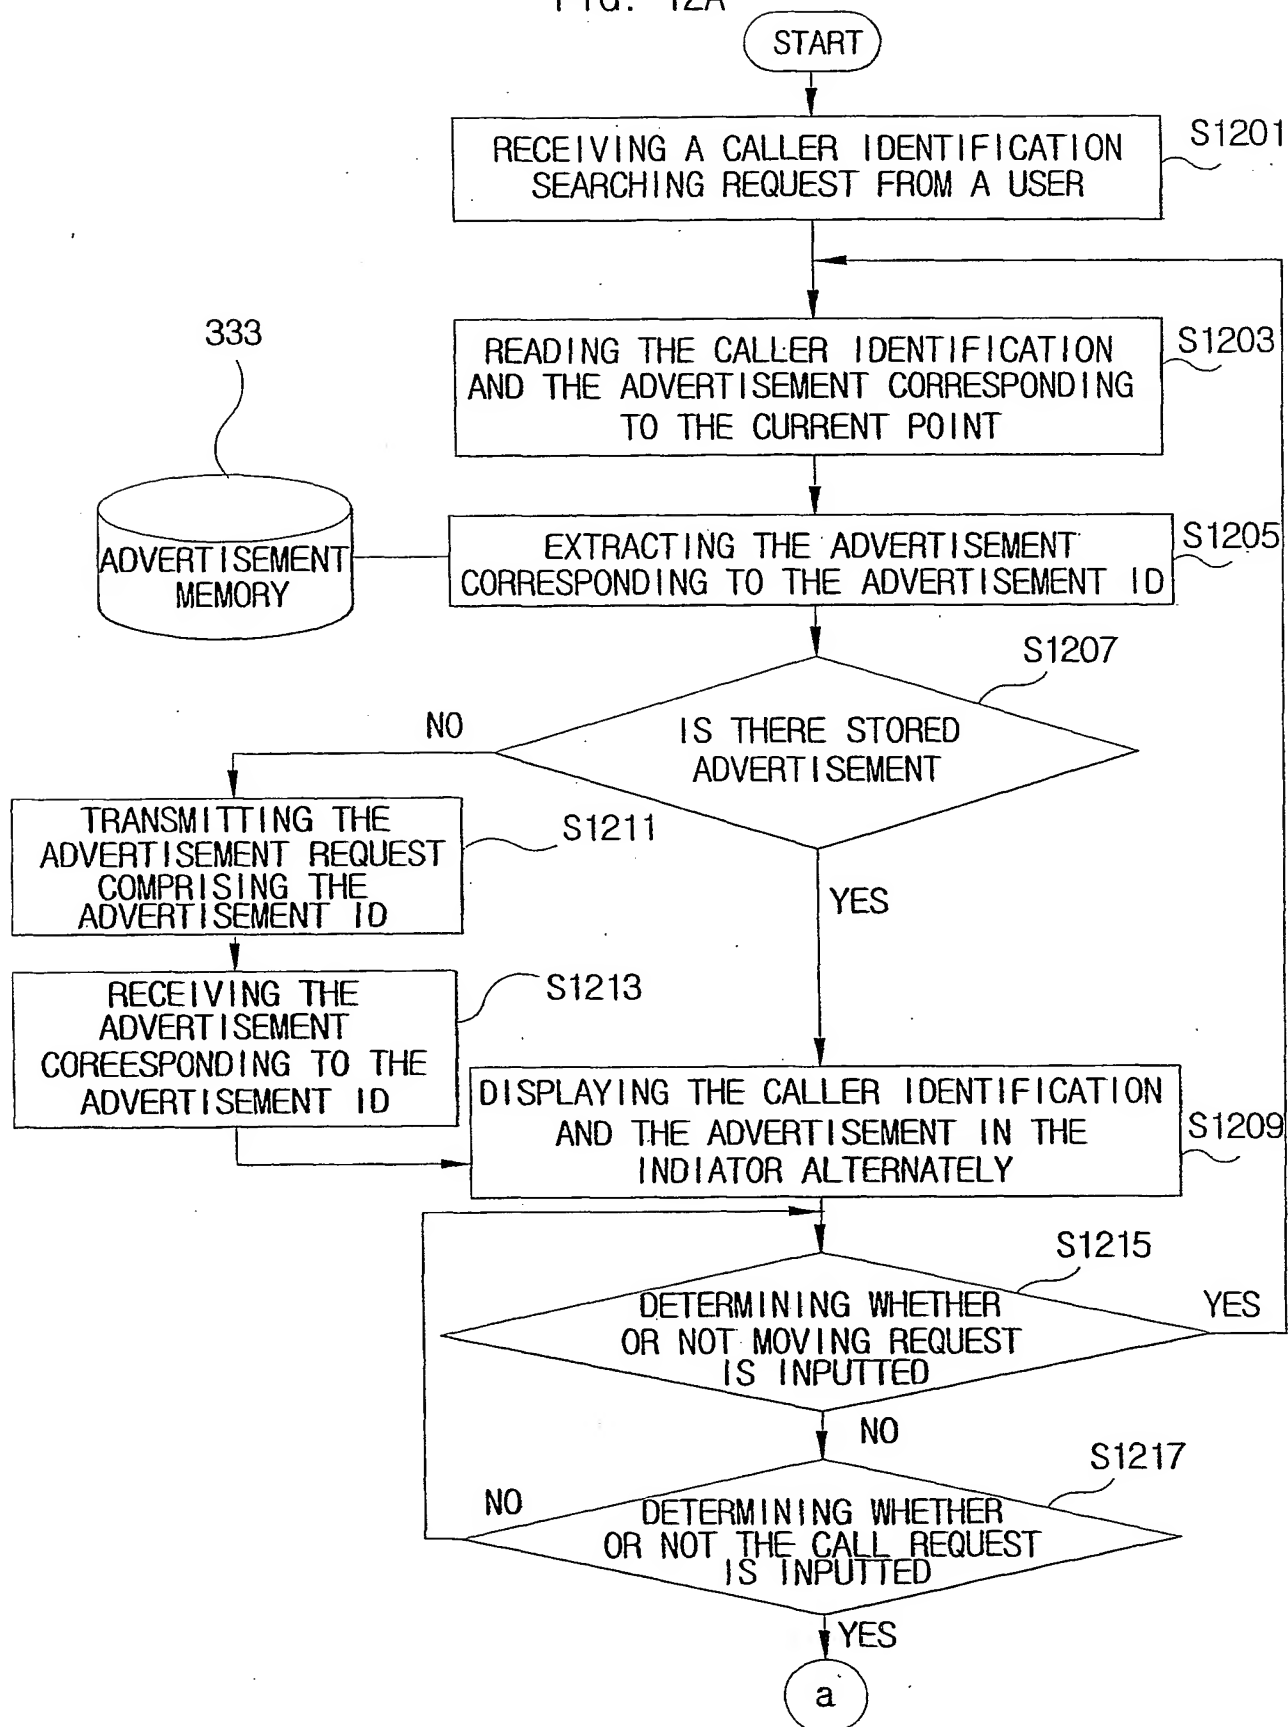 FIG. 12A
START
RECEIVING A CALLER IDENTIFICATION
SEARCHING REQUEST FROM A USER
S1201
333
READING THE CALLER IDENTIFICATION
AND THE ADVERTISEMENT CORRESPONDING
TO THE CURRENT POINT
S1203
ADVERTISEMENT
MEMORY
EXTRACTING THE ADVERTISEMENT
CORRESPONDING TO THE ADVERTISEMENT ID
S1205
S1207
NO
IS THERE STORED
ADVERTISEMENT
TRANSMITTING THE
ADVERTISEMENT REQUEST
COMPRISING THE
ADVERTISEMENT ID
S1211
YES
RECEIVING THE
ADVERTISEMENT
COREESPONDING TO THE
ADVERTISEMENT ID
S1213
DISPLAYING THE CALLER IDENTIFICATION
AND THE ADVERTISEMENT IN THE
INDIATOR ALTERNATELY
S1209
S1215
DETERMINING WHETHER
OR NOT MOVING REQUEST
IS INPUTTED
YES
NO
S1217
NO
DETERMINING WHETHER
OR NOT THE CALL REQUEST
IS INPUTTED
YES
a